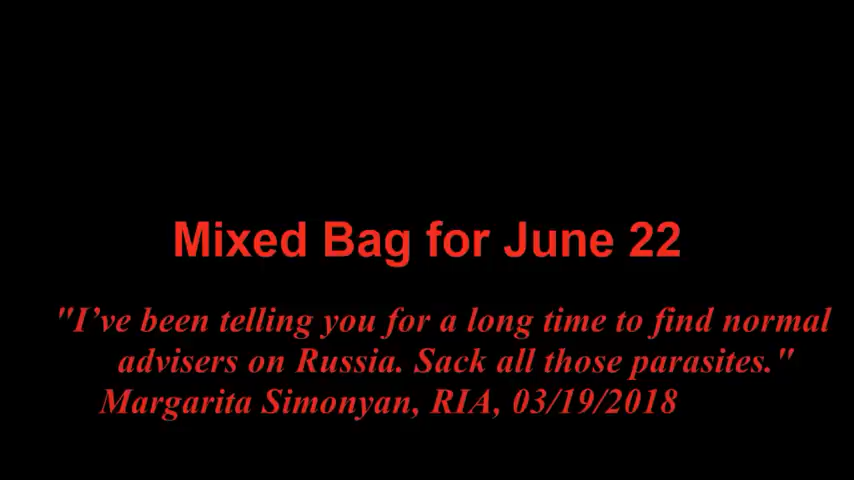 Mixed Bag for June 22
"I’ve been telling you for a long time to find normal
advisers on Russia. Sack all those parasites."
Margarita Simonyan, RIA, 03/19/2018